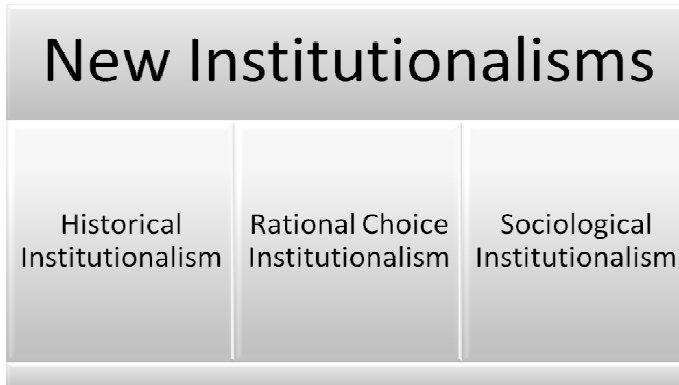 New Institutionalisms
Historical
Institutionalism
Rational Choice
Institutionalism
Sociological
Institutionalism